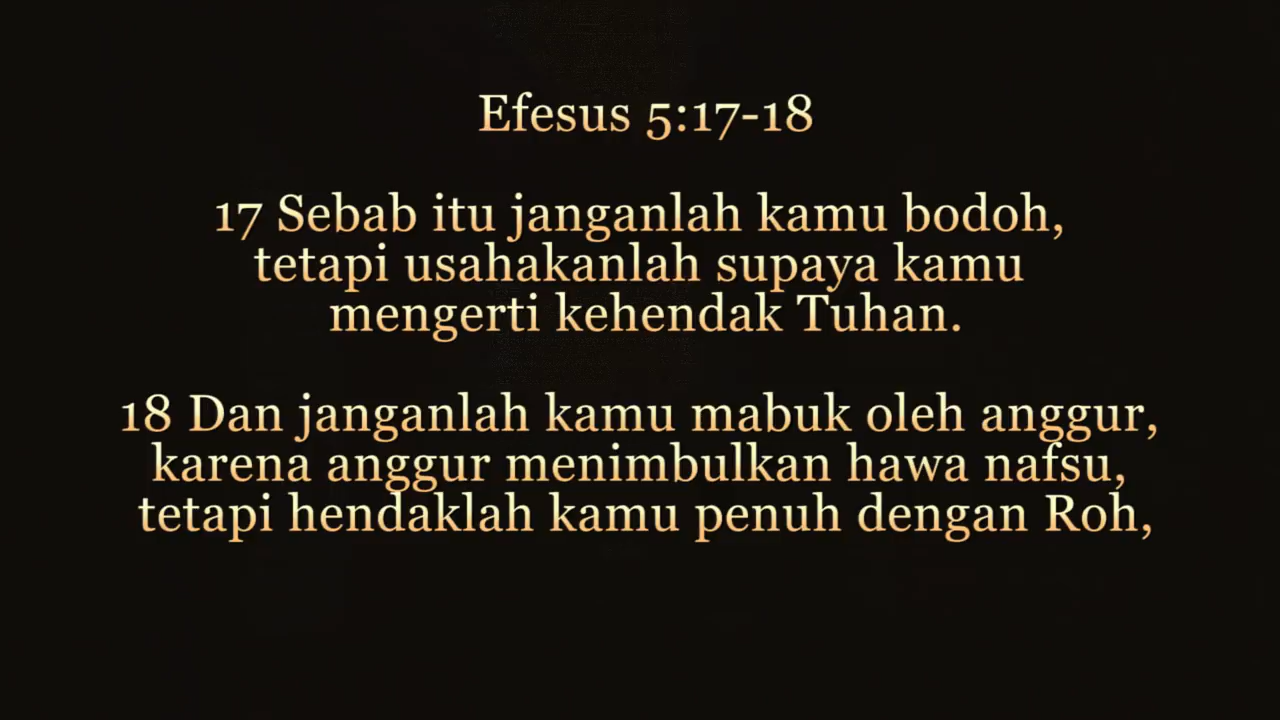 Efesus 5:17-18
17 Sebab itu janganlah kamu bodoh,
tetapi usahakanlah supaya kamu
mengerti kehendak Tuhan.
18 Dan janganlah kamu mabuk oleh anggur,
karena anggur menimbulkan hawa nafsu,
tetapi hendaklah kamu penuh dengan Roh,